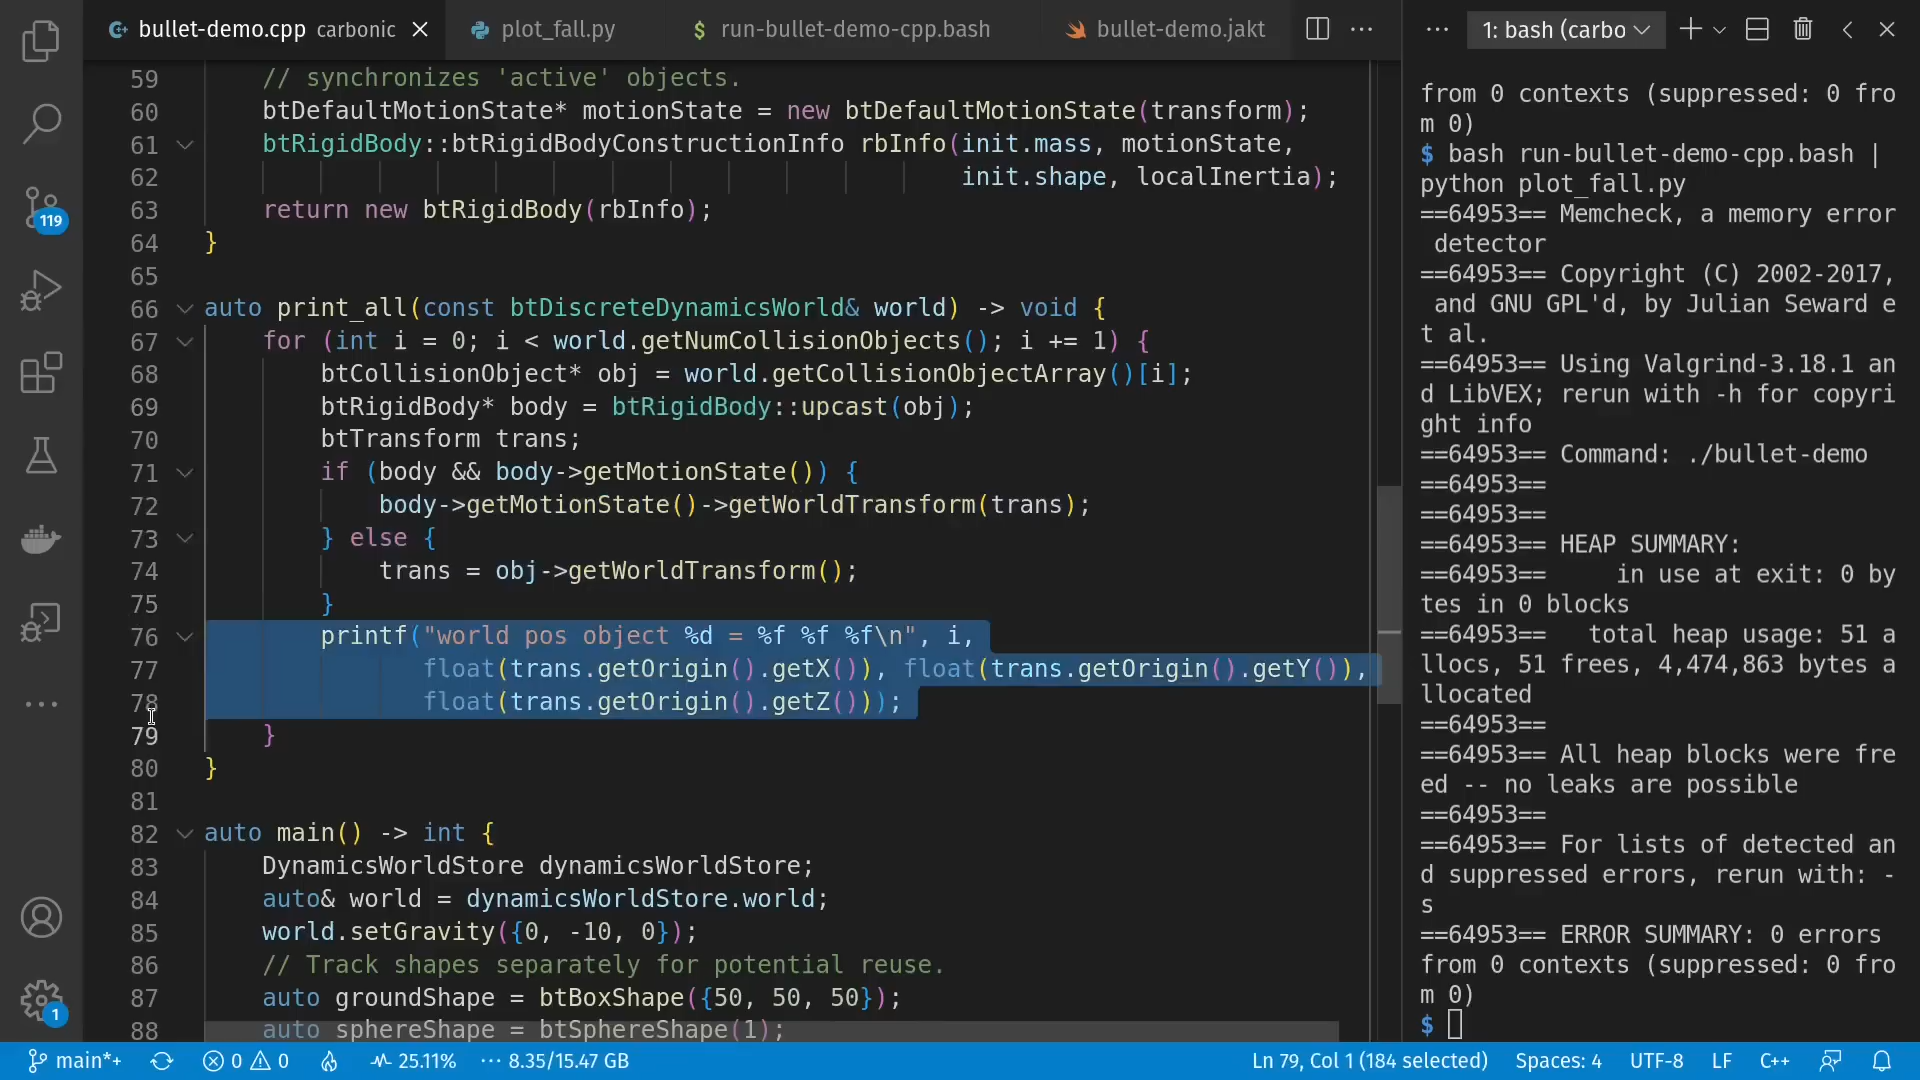 bullet-demo.cpp carbonic
plot_fall.py
$ run-bullet-demo-cpp.bash
bullet-demo.jakt
1: bash (carbo
119
1
59 // synchronizes 'active' objects.
60 btDefaultMotionState* motionState = new btDefaultMotionState(transform);
61 btRigidBody::btRigidBodyConstructionInfo rbInfo(init.mass, motionState,
62 init.shape, localInertia);
63 return new btRigidBody(rbInfo);
64 }
65
66 auto print_all(const btDiscreteDynamicsWorld& world) -> void {
67 for (int i = 0; i < world.getNumCollisionObjects(); i += 1) {
68 btCollisionObject* obj = world.getCollisionObjectArray()[i];
69 btRigidBody* body = btRigidBody::upcast(obj);
70 btTransform trans;
71 if (body && body->getMotionState()) {
72 body->getMotionState()->getWorldTransform(trans);
73 } else {
74 trans = obj->getWorldTransform();
75 }
76 printf("world pos object %d = %f %f %f\n", i,
77 float(trans.getOrigin().getX()), float(trans.getOrigin().getY()),
78 float(trans.getOrigin().getZ()));
79 }
80 }
81
82 auto main() -> int {
83 DynamicsWorldStore dynamicsWorldStore;
84 auto& world = dynamicsWorldStore.world;
85 world.setGravity({0, -10, 0});
86 // Track shapes separately for potential reuse.
87 auto groundShape = btBoxShape({50, 50, 50});
88 auto sphereShape = btSphereShape(1);
from 0 contexts (suppressed: 0 fro
m 0)
$ bash run-bullet-demo-cpp.bash |
python plot_fall.py
==64953== Memcheck, a memory error
detector
==64953== Copyright (C) 2002-2017,
and GNU GPL'd, by Julian Seward e
t al.
==64953== Using Valgrind-3.18.1 an
d LibVEX; rerun with -h for copyri
ght info
==64953== Command: ./bullet-demo
==64953==
==64953==
==64953== HEAP SUMMARY:
==64953== in use at exit: 0 by
tes in 0 blocks
==64953== total heap usage: 51 a
llocs, 51 frees, 4,474,863 bytes a
llocated
==64953==
==64953== All heap blocks were fre
ed -- no leaks are possible
==64953==
==64953== For lists of detected an
d suppressed errors, rerun with: -
s
==64953== ERROR SUMMARY: 0 errors
from 0 contexts (suppressed: 0 fro
m 0)
$
main*+
0 0
25.11%
8.35/15.47 GB
Ln 79, Col 1 (184 selected)
Spaces: 4
UTF-8
LF
C++